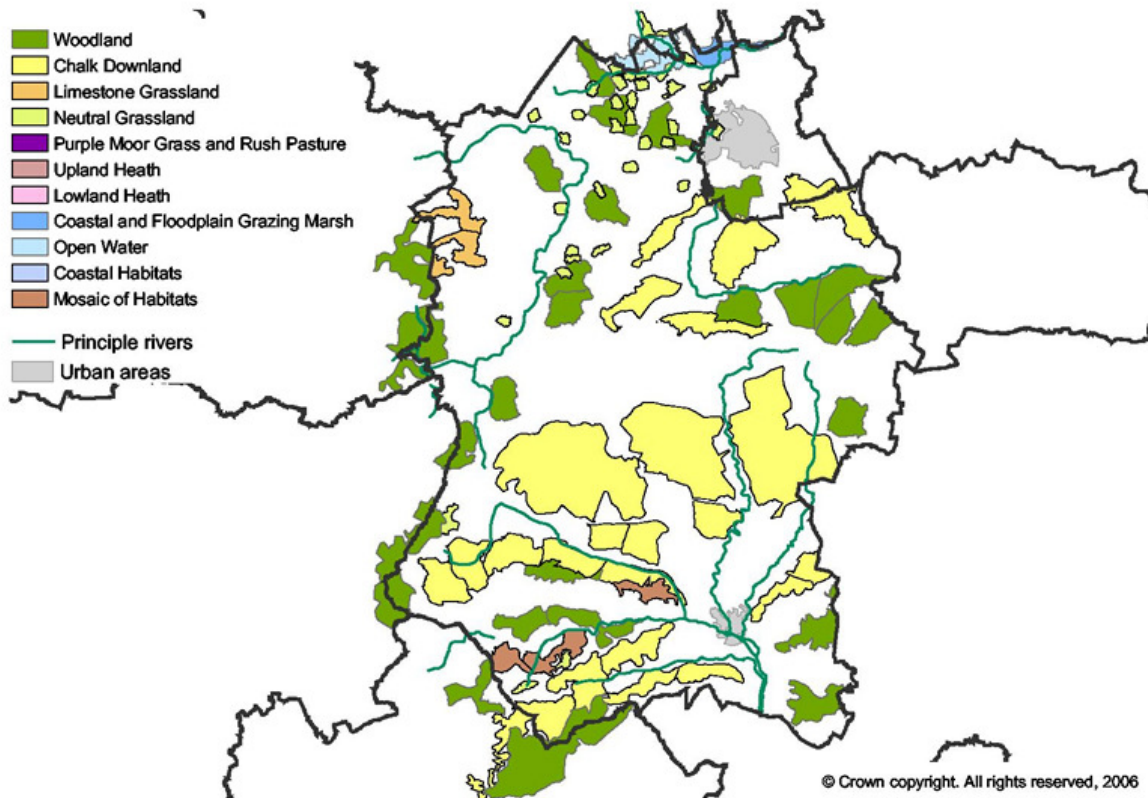 Woodland
Chalk Downland
Limestone Grassland
Neutral Grassland
Purple Moor Grass and Rush Pasture
Upland Heath
Lowland Heath
Coastal and Floodplain Grazing Marsh
Open Water
Coastal Habitats
Mosaic of Habitats
Principle rivers
Urban areas
© Crown copyright. All rights reserved, 2006